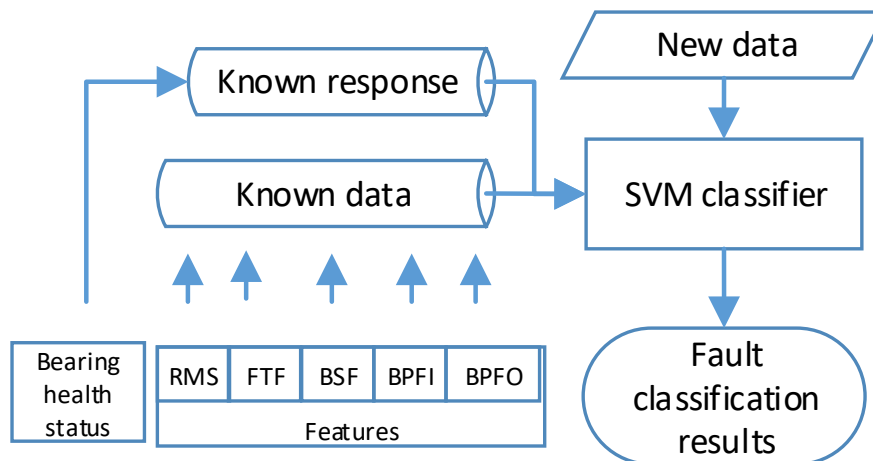 New data
Known response
Known data
SVM classifier
Bearing
health
status
RMS FTF BSF BPFI BPFO
Features
Fault
classification
results